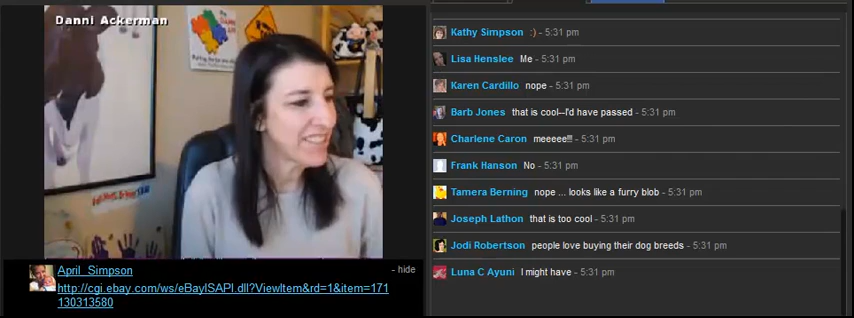 Danni Ackerman
Kathy Simpson :) - 5:31 pm
Lisa Henslee Me - 5:31 pm
Karen Cardillo nope - 5:31 pm
Barb Jones that is cool--I'd have passed - 5:31 pm
Charlene Caron meeeee!!! - 5:31 pm
Frank Hanson No - 5:31 pm
Tamera Berning nope ... looks like a furry blob - 5:31 pm
Joseph Lathon that is too cool - 5:31 pm
Jodi Robertson people love buying their dog breeds - 5:31 pm
Luna C Ayuni I might have - 5:31 pm
April_Simpson - hide
http://cgi.ebay.com/ws/eBayISAPI.dll?ViewItem&rd=1&item=171
130313580